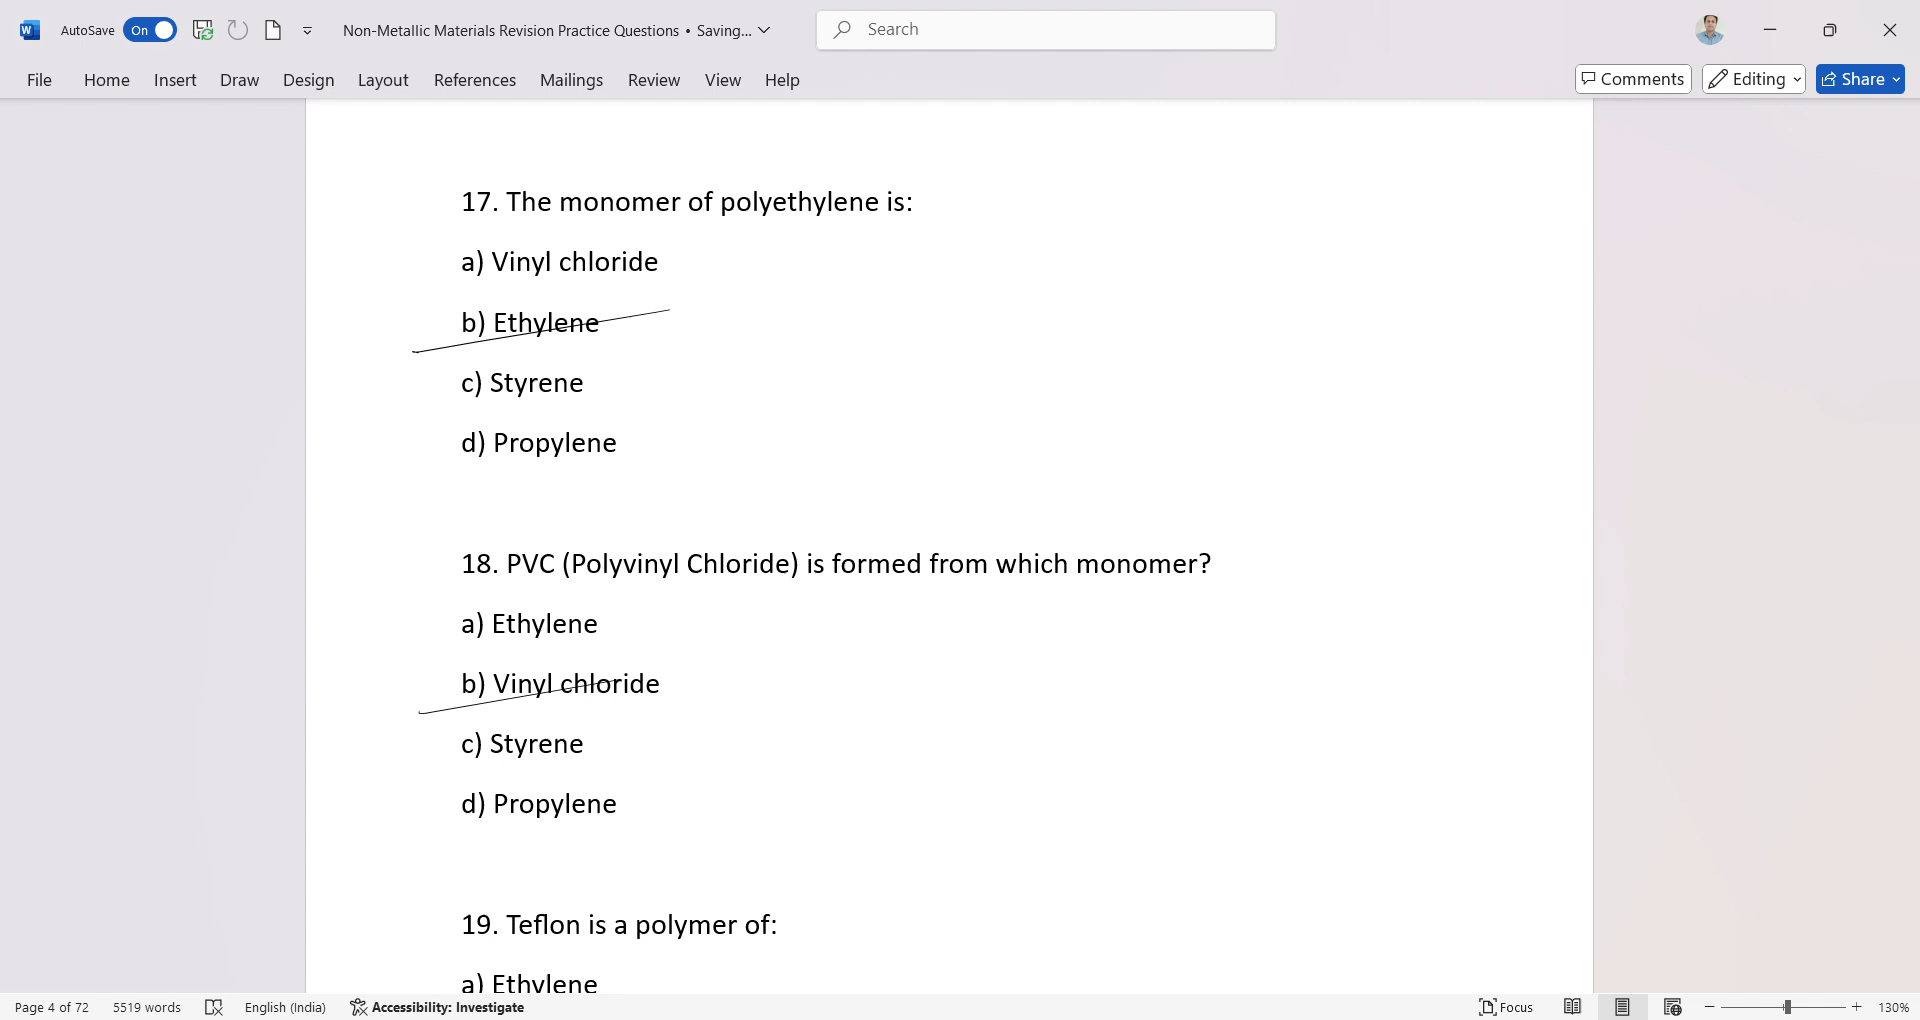 AutoSave On Non-Metallic Materials Revision Practice Questions • Saving... Search
File Home Insert Draw Design Layout References Mailings Review View Help Comments Editing Share
17. The monomer of polyethylene is:
a) Vinyl chloride
b) Ethylene
c) Styrene
d) Propylene
18. PVC (Polyvinyl Chloride) is formed from which monomer?
a) Ethylene
b) Vinyl chloride
c) Styrene
d) Propylene
19. Teflon is a polymer of:
a) Ethylene
Page 4 of 72 5519 words English (India) Accessibility: Investigate Focus 130%